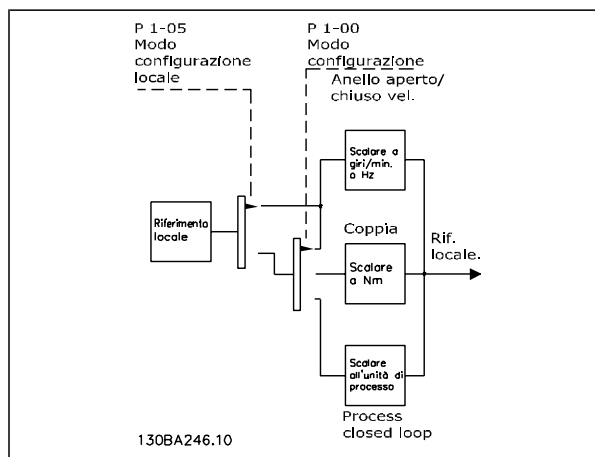 P 1-05
Modo
configurazione
locale
P 1-00
Modo
configurazione
Anello aperto/
chiuso vel.
Scalare a
giri/min.
o Hz
Riferimento
locale
Coppia
Scalare
a Nm
Rif.
locale.
Scalare
all'unità di
processo
Process
closed loop
130BA246.10